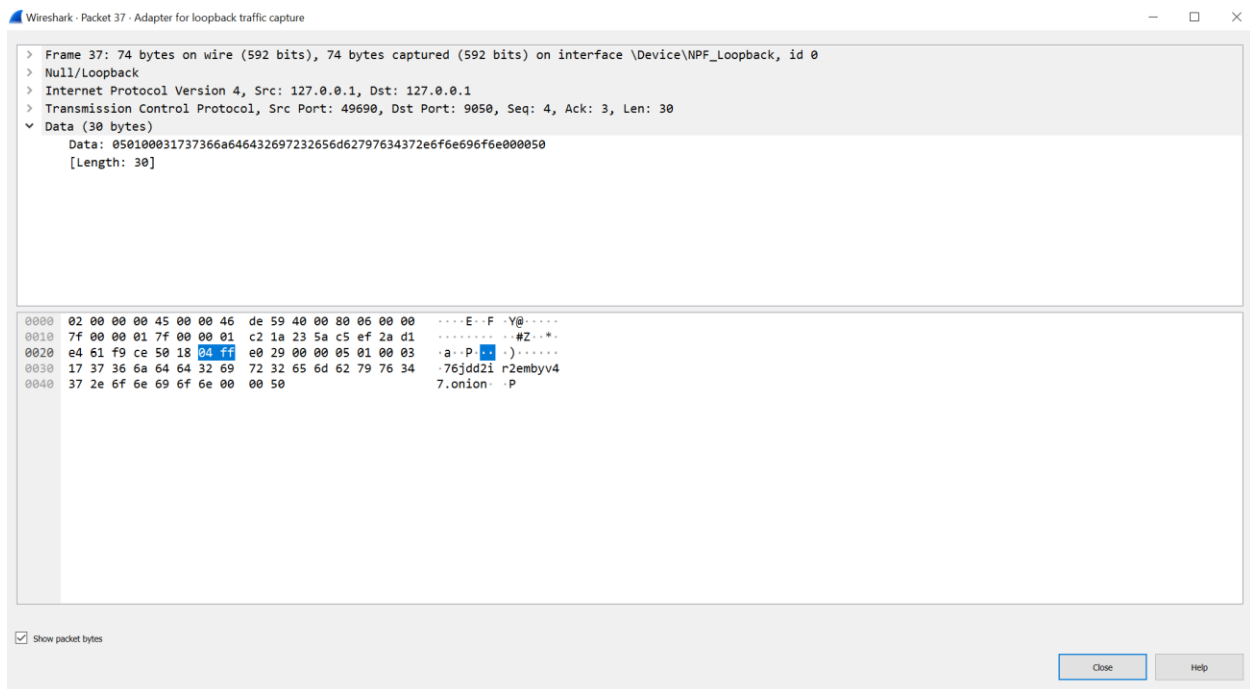 Wireshark · Packet 37 · Adapter for loopback traffic capture
> Frame 37: 74 bytes on wire (592 bits), 74 bytes captured (592 bits) on interface \Device\NPF_Loopback, id 0
> Null/Loopback
> Internet Protocol Version 4, Src: 127.0.0.1, Dst: 127.0.0.1
> Transmission Control Protocol, Src Port: 49690, Dst Port: 9050, Seq: 4, Ack: 3, Len: 30
Data (30 bytes)
Data: 050100031737366a646432697232656d62797634372e6f6e696f6e000050
[Length: 30]
0000 02 00 00 00 45 00 00 46 de 59 40 00 80 06 00 00 ····E··F ·Y@·····
0010 7f 00 00 01 7f 00 00 01 c2 1a 23 5a c5 ef 2a d1 ········ ··#Z··*·
0020 e4 61 f9 ce 50 18 04 ff e0 29 00 00 05 01 00 03 ·a··P··· ·)······
0030 17 37 36 6a 64 64 32 69 72 32 65 6d 62 79 76 34 ·76jdd2i r2embyv4
0040 37 2e 6f 6e 69 6f 6e 00 00 50 7.onion· ·P
Show packet bytes
Close Help